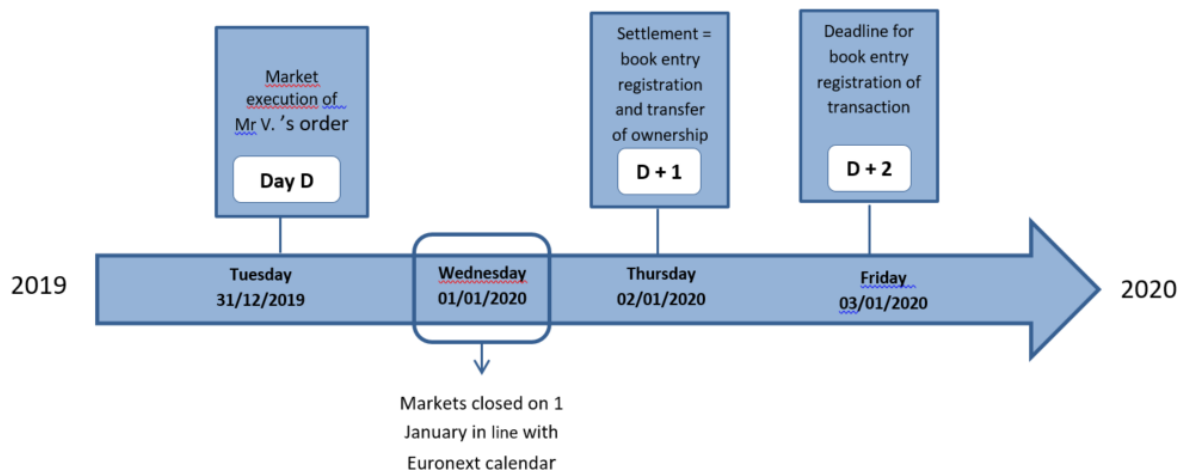 Market
execution of
Mr V. ’s order
Day D
Settlement =
book entry
registration
and transfer
of ownership
D + 1
Deadline for
book entry
registration of
transaction
D + 2
2019
Tuesday
31/12/2019
Wednesday
01/01/2020
Thursday
02/01/2020
Friday
03/01/2020
2020
Markets closed on 1
January in line with
Euronext calendar